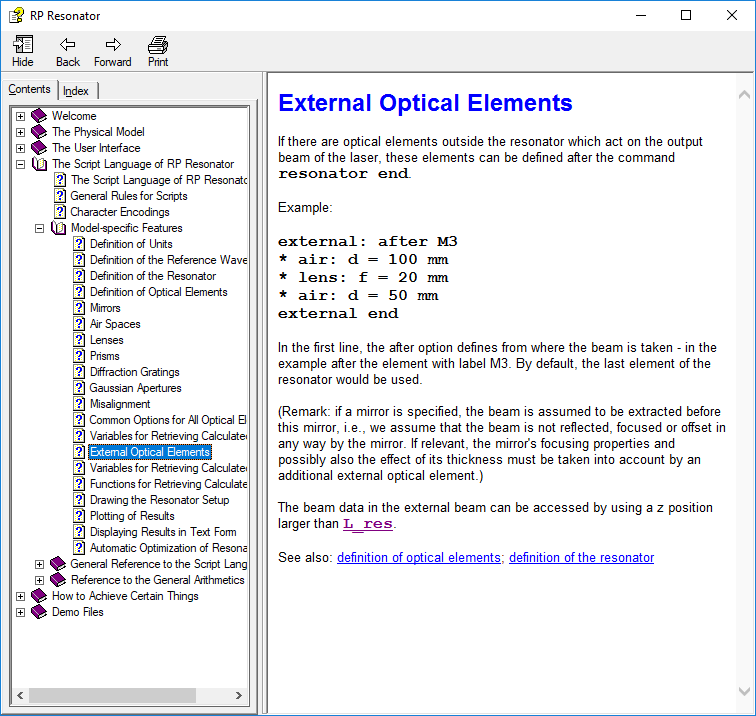 RP Resonator
Hide Back Forward Print
Contents Index
Welcome
The Physical Model
The User Interface
The Script Language of RP Resonator
The Script Language of RP Resonato
General Rules for Scripts
Character Encodings
Model-specific Features
Definition of Units
Definition of the Reference Wave
Definition of the Resonator
Definition of Optical Elements
Mirrors
Air Spaces
Lenses
Prisms
Diffraction Gratings
Gaussian Apertures
Misalignment
Common Options for All Optical El
Variables for Retrieving Calculate
External Optical Elements
Variables for Retrieving Calculate
Functions for Retrieving Calculate
Drawing the Resonator Setup
Plotting of Results
Displaying Results in Text Form
Automatic Optimization of Resona
General Reference to the Script Lang
Reference to the General Arithmetics
How to Achieve Certain Things
Demo Files
External Optical Elements
If there are optical elements outside the resonator which act on the output
beam of the laser, these elements can be defined after the command
resonator end.
Example:
external: after M3
* air: d = 100 mm
* lens: f = 20 mm
* air: d = 50 mm
external end
In the first line, the after option defines from where the beam is taken - in the
example after the element with label M3. By default, the last element of the
resonator would be used.
(Remark: if a mirror is specified, the beam is assumed to be extracted before
this mirror, i.e., we assume that the beam is not reflected, focused or offset in
any way by the mirror. If relevant, the mirror's focusing properties and
possibly also the effect of its thickness must be taken into account by an
additional external optical element.)
The beam data in the external beam can be accessed by using a z position
larger than L_res.
See also: definition of optical elements; definition of the resonator